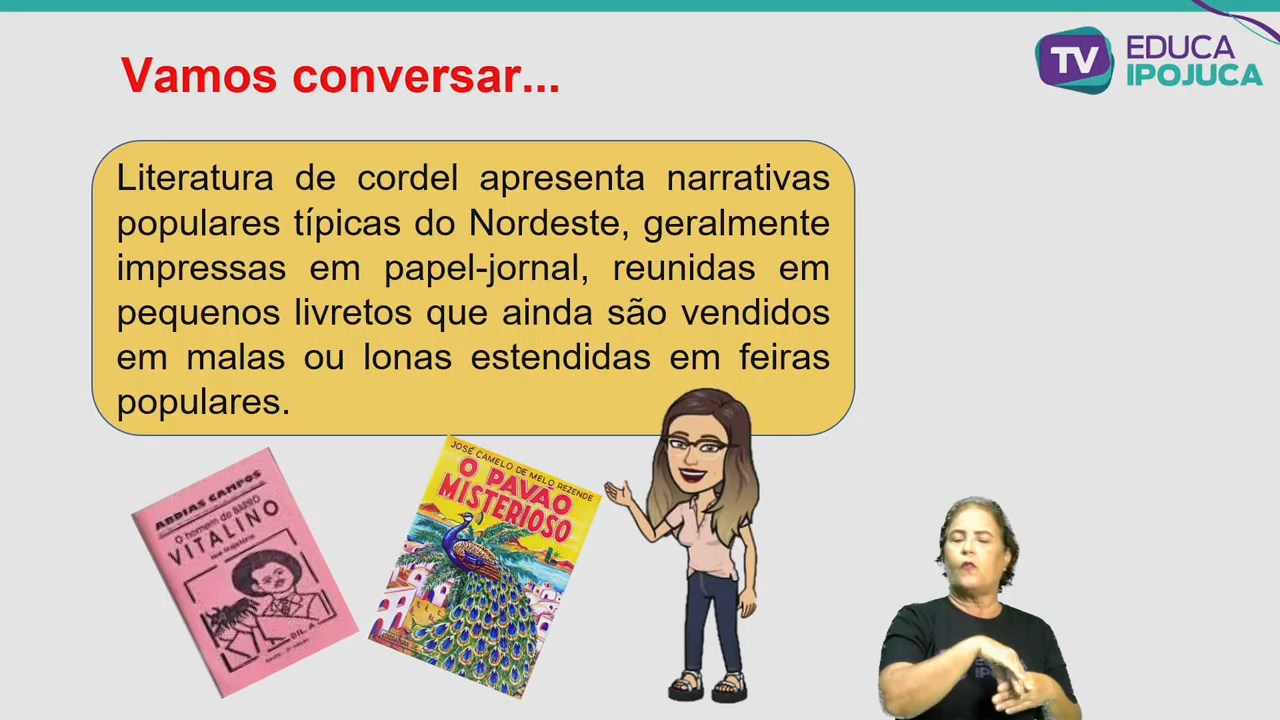 Vamos conversar...
TV EDUCA
IPOJUCA
Literatura de cordel apresenta narrativas
populares típicas do Nordeste, geralmente
impressas em papel-jornal, reunidas em
pequenos livretos que ainda são vendidos
em malas ou lonas estendidas em feiras
populares.
ABDIAS CAMPOS
O homem de BARRO
VITALINO
JOSÉ CAMELO DE MELO REZENDE
O PAVÃO
MISTERIOSO